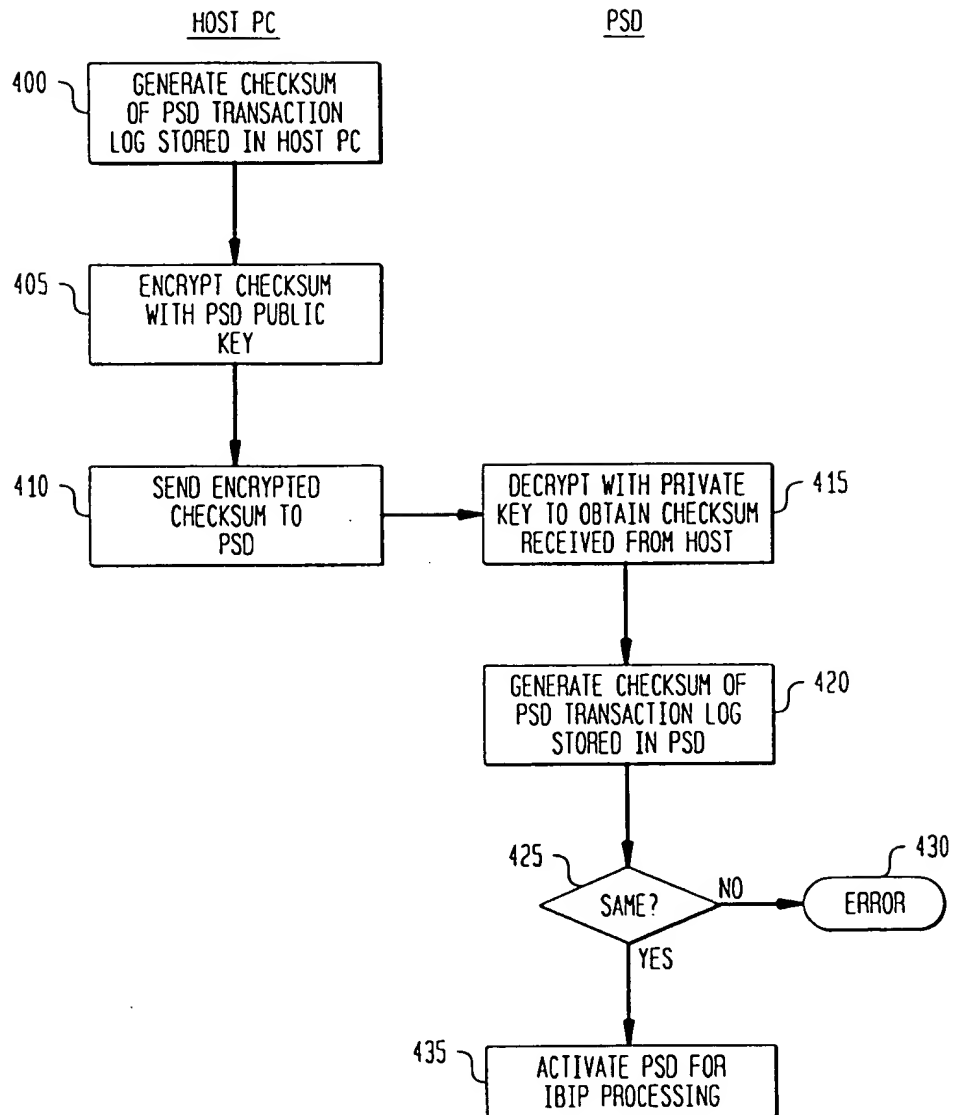 HOST PC
PSD
400
GENERATE CHECKSUM
OF PSD TRANSACTION
LOG STORED IN HOST PC
405
ENCRYPT CHECKSUM
WITH PSD PUBLIC
KEY
410
SEND ENCRYPTED
CHECKSUM TO
PSD
415
DECRYPT WITH PRIVATE
KEY TO OBTAIN CHECKSUM
RECEIVED FROM HOST
420
GENERATE CHECKSUM OF
PSD TRANSACTION LOG
STORED IN PSD
425
SAME?
NO
430
ERROR
YES
435
ACTIVATE PSD FOR
IBIP PROCESSING